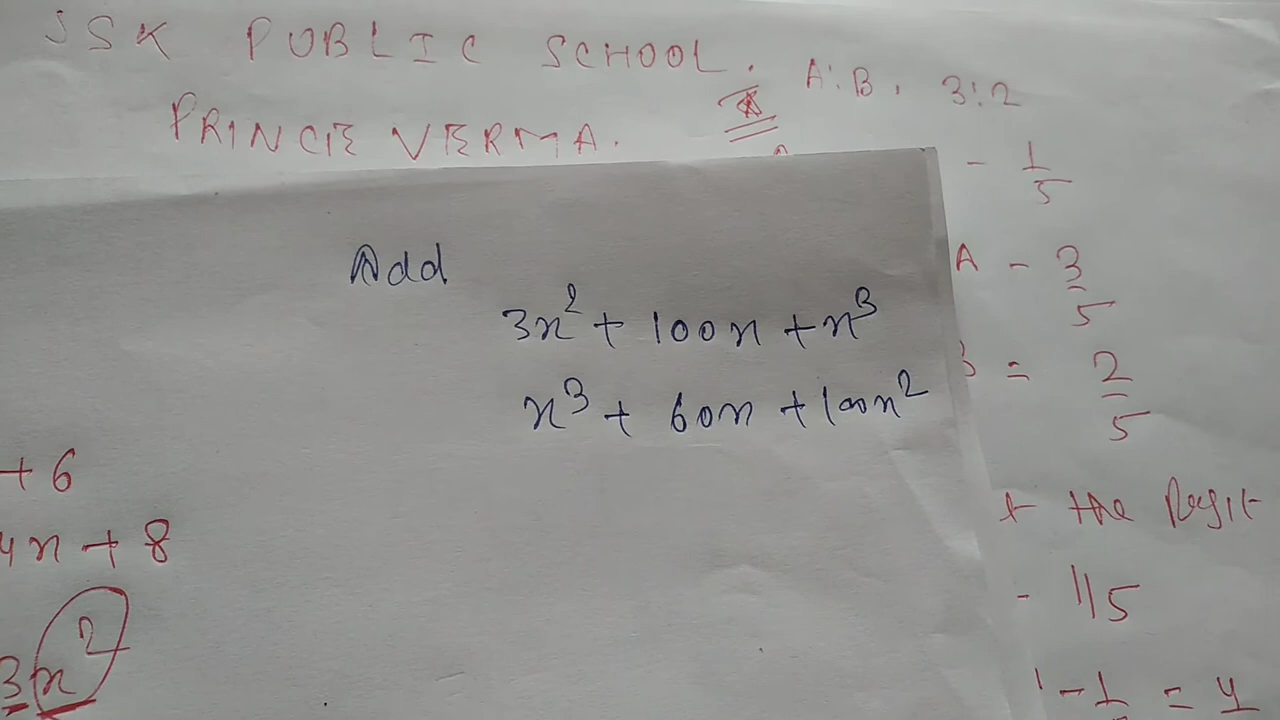 JSK PUBLIC SCHOOL.
PRINCE VERMA.
A:B, 3:2
- 1/5
A - 3/5
B = 2/5
Add
3x² + 100x + x³
x³ + 60x + 100x²
+ 6
4x + 8
3x²
the
- 1/5